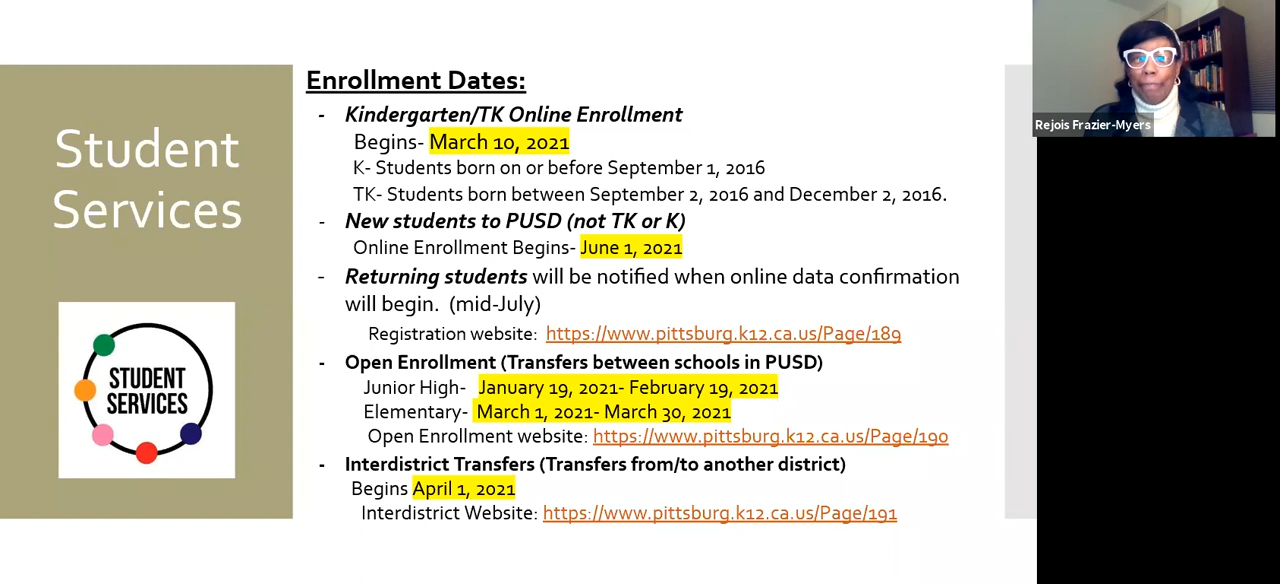 Student
Services
STUDENT
SERVICES
Enrollment Dates:
- Kindergarten/TK Online Enrollment
Begins- March 10, 2021
K- Students born on or before September 1, 2016
TK- Students born between September 2, 2016 and December 2, 2016.
- New students to PUSD (not TK or K)
Online Enrollment Begins- June 1, 2021
- Returning students will be notified when online data confirmation
will begin. (mid-July)
Registration website: https://www.pittsburg.k12.ca.us/Page/189
- Open Enrollment (Transfers between schools in PUSD)
Junior High- January 19, 2021- February 19, 2021
Elementary- March 1, 2021- March 30, 2021
Open Enrollment website: https://www.pittsburg.k12.ca.us/Page/190
- Interdistrict Transfers (Transfers from/to another district)
Begins April 1, 2021
Interdistrict Website: https://www.pittsburg.k12.ca.us/Page/191
Rejois Frazier-Myers